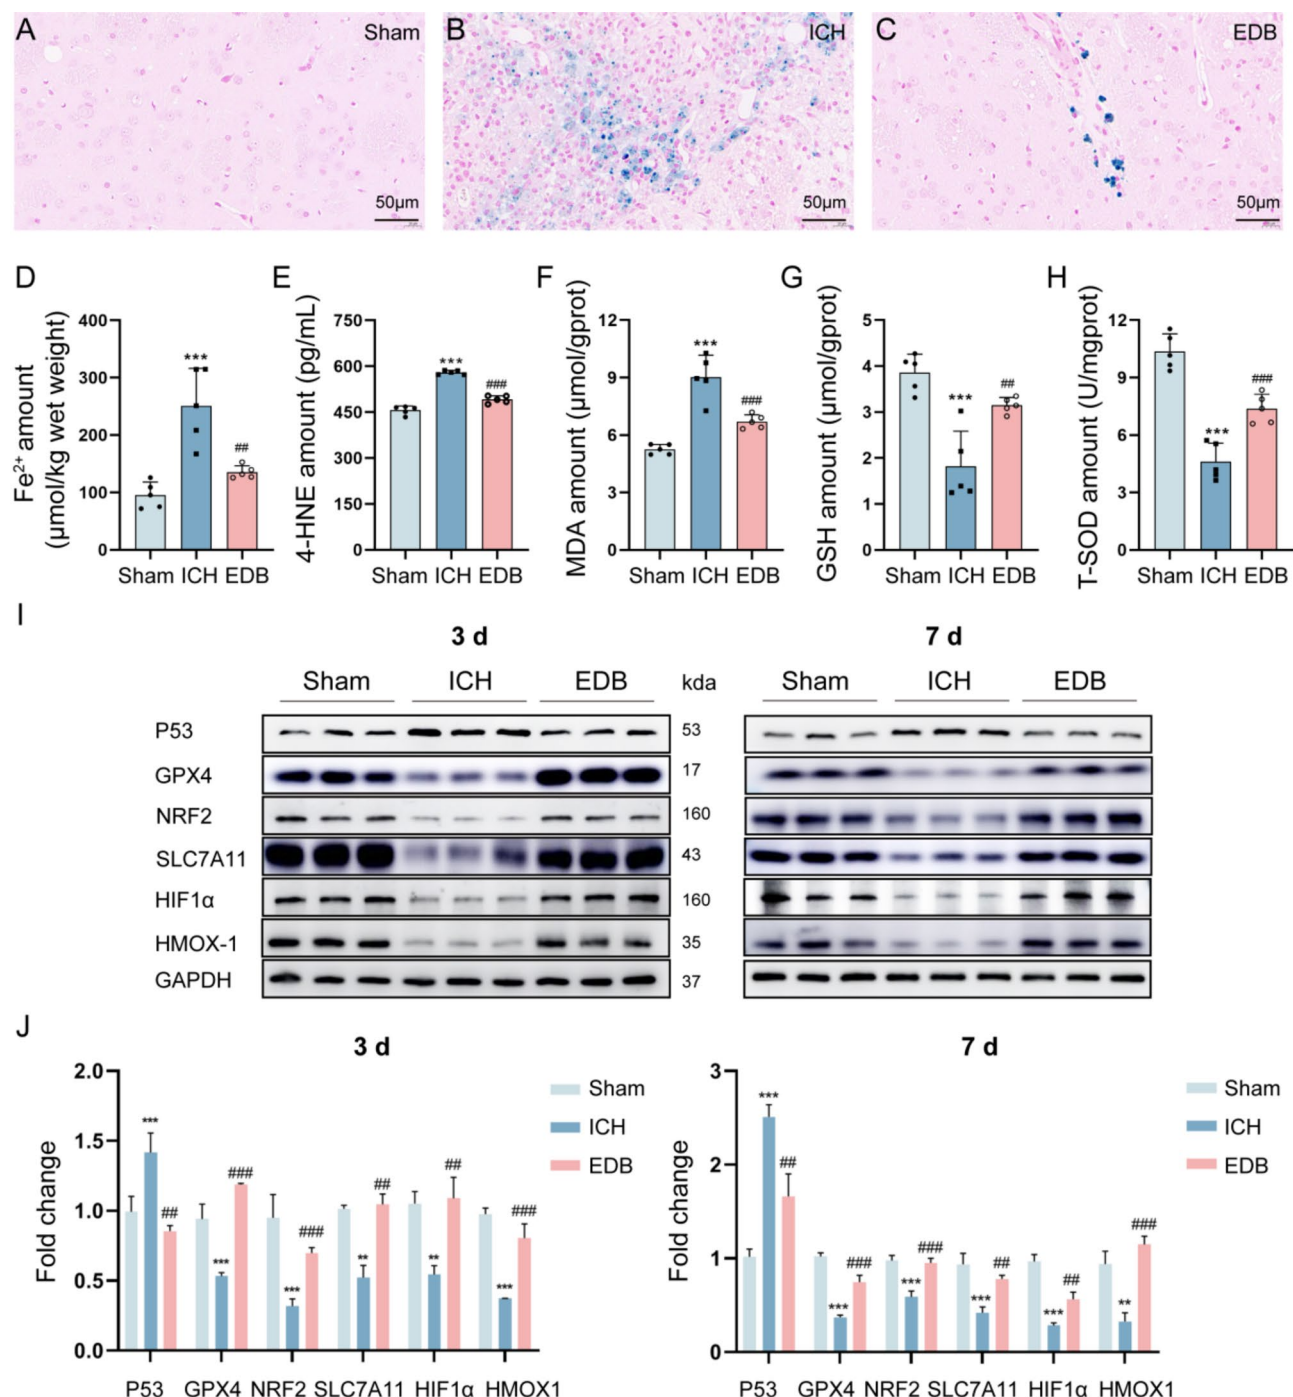 A Sham
50μm
B ICH
50μm
C EDB
50μm
D
Fe2+ amount
(μmol/kg wet weight)
400
300
200
100
0
*** ##
Sham ICH EDB
E
4-HNE amount (pg/mL)
750
600
450
300
150
0
*** ###
Sham ICH EDB
F
MDA amount (μmol/gprot)
12
9
6
3
0
*** ###
Sham ICH EDB
G
GSH amount (μmol/gprot)
5
4
3
2
1
0
*** ##
Sham ICH EDB
H
T-SOD amount (U/mgprot)
12
9
6
3
0
*** ###
Sham ICH EDB
I
3 d 7 d
Sham ICH EDB kda Sham ICH EDB
P53 53
GPX4 17
NRF2 160
SLC7A11 43
HIF1α 160
HMOX-1 35
GAPDH 37
J
3 d
Fold change
2.0
1.5
1.0
0.5
0.0
*** ## *** ### *** ### ** ## ** ## *** ###
P53 GPX4 NRF2 SLC7A11 HIF1α HMOX1
Sham
ICH
EDB
7 d
Fold change
3
2
1
0
*** ## *** ### *** ### *** ## *** ## ** ###
P53 GPX4 NRF2 SLC7A11 HIF1α HMOX1
Sham
ICH
EDB